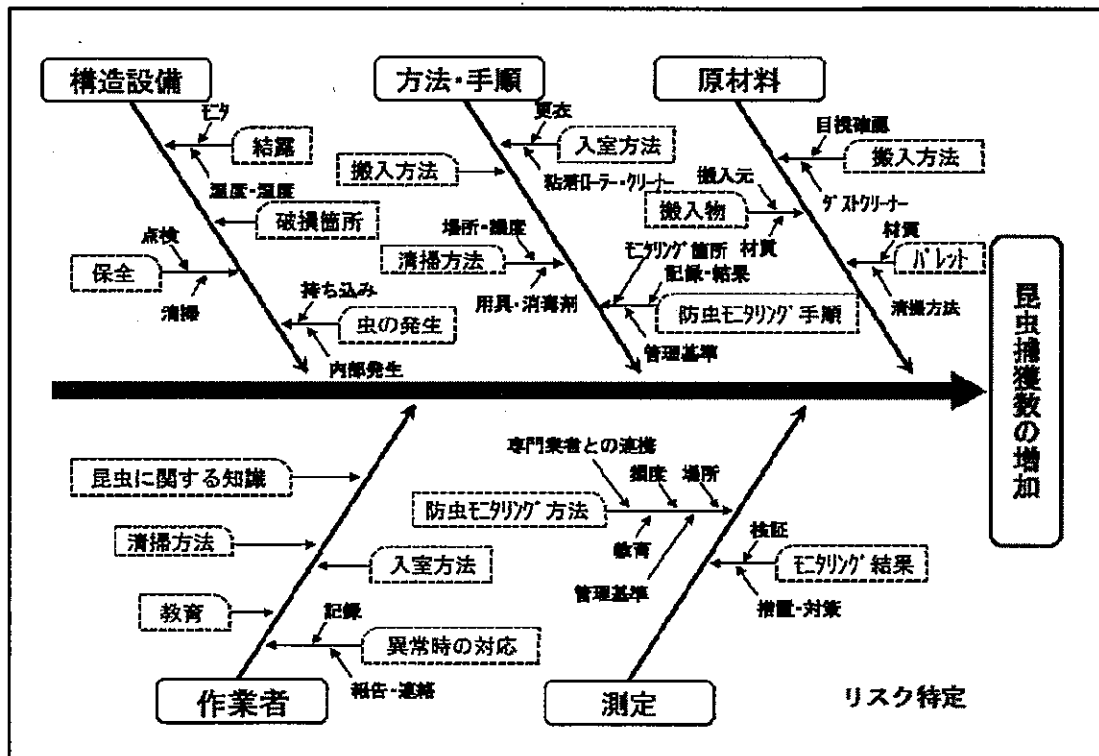 構造設備
モニタ
結露
温度・湿度
破損箇所
点検
保全
清掃
持ち込み
虫の発生
内部発生
方法・手順
更衣
入室方法
粘着ローラー・クリーナー
搬入方法
場所・頻度
清掃方法
用具・消毒剤
モニタリング箇所
記録・結果
防虫モニタリング手順
管理基準
原材料
目視確認
搬入方法
ダストクリーナー
搬入元
搬入物
材質
材質
パレット
清掃方法
昆虫捕獲数の増加
昆虫に関する知識
清掃方法
入室方法
教育
記録
異常時の対応
報告・連絡
作業者
専門業者との連携
頻度 場所
防虫モニタリング方法
教育
管理基準
検証
モニタリング結果
措置・対策
測定
リスク特定